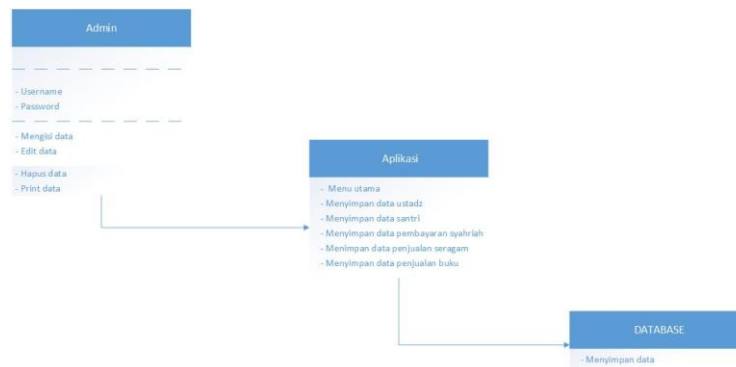 Admin
- Username
- Password
- Mengisi data
- Edit data
- Hapus data
- Print data
Aplikasi
- Menu utama
- Menyimpan data ustadz
- Menyimpan data santri
- Menyimpan data pembayaran syahriah
- Menimpan data penjualan seragam
- Menyimpan data penjualan buku
DATABASE
- Menyimpan data